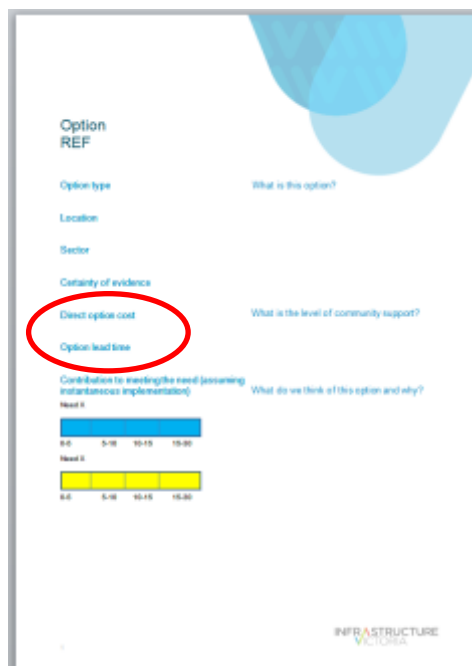 Option
REF
Option type
What is this option?
Location
Sector
Certainty of evidence
Direct option cost
What is the level of community support?
Option lead time
Contribution to meeting the need (assuming
instantaneous implementation)
What do we think of this option and why?
Need X
0-5 5-10 10-15 15-30
Need X
0-5 5-10 10-15 15-30
INFRASTRUCTURE
VICTORIA